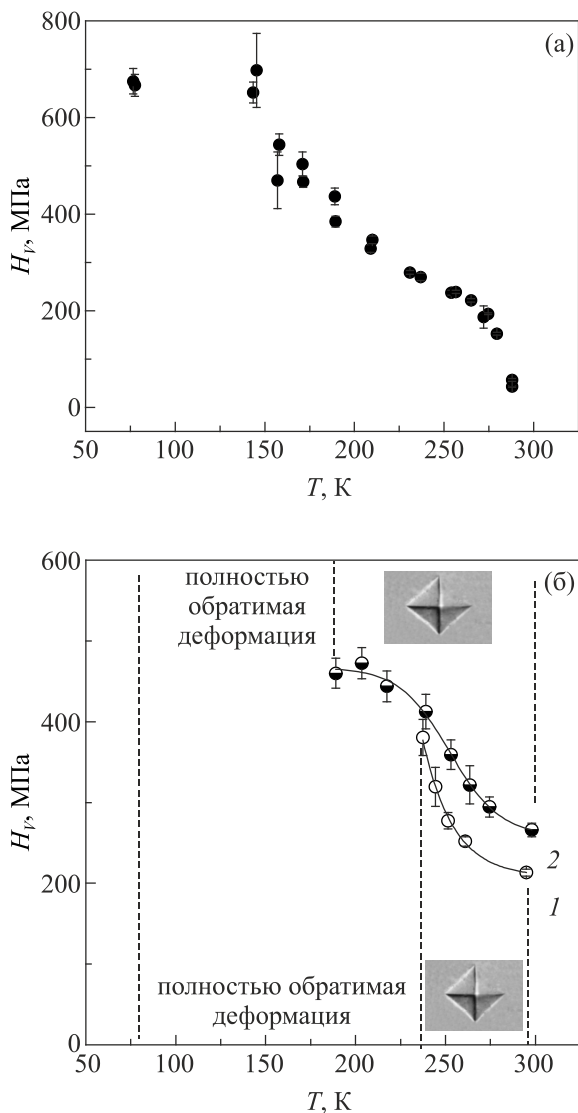 800
(а)
600
400
200
0
H_V, МПа
50
100
150
200
250
300
T, К
600
(б)
полностью
обратимая
деформация
400
H_V, МПа
200
2
1
полностью обратимая
деформация
0
50
100
150
200
250
300
T, К